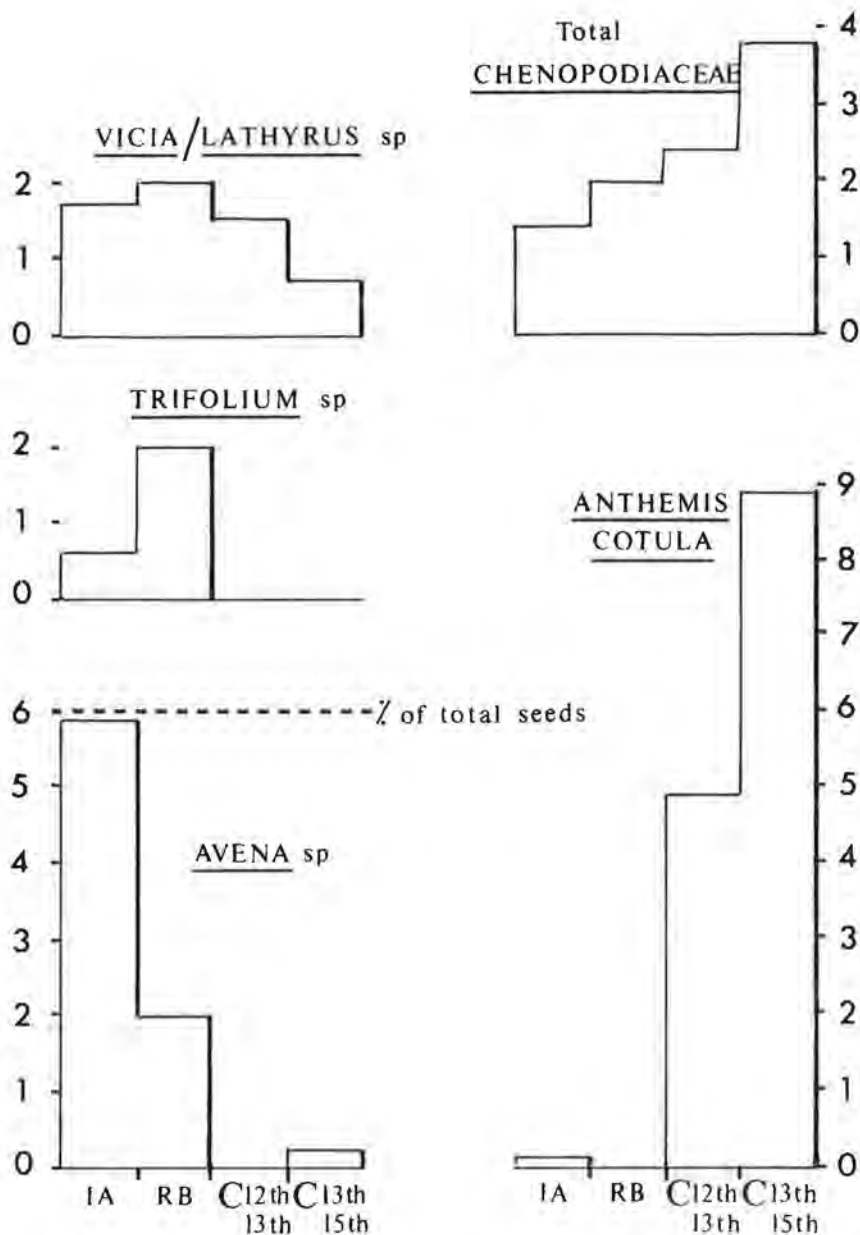 VICIA/LATHYRUS sp
2
1
0
TRIFOLIUM sp
2
1
0
% of total seeds
6
5
4
3
2
1
0
AVENA sp
IA RB C12th C13th
13th 15th
Total
CHENOPODIACEAE
4
3
2
1
0
ANTHEMIS
COTULA
9
8
7
6
5
4
3
2
1
0
IA RB C12th C13th
13th 15th